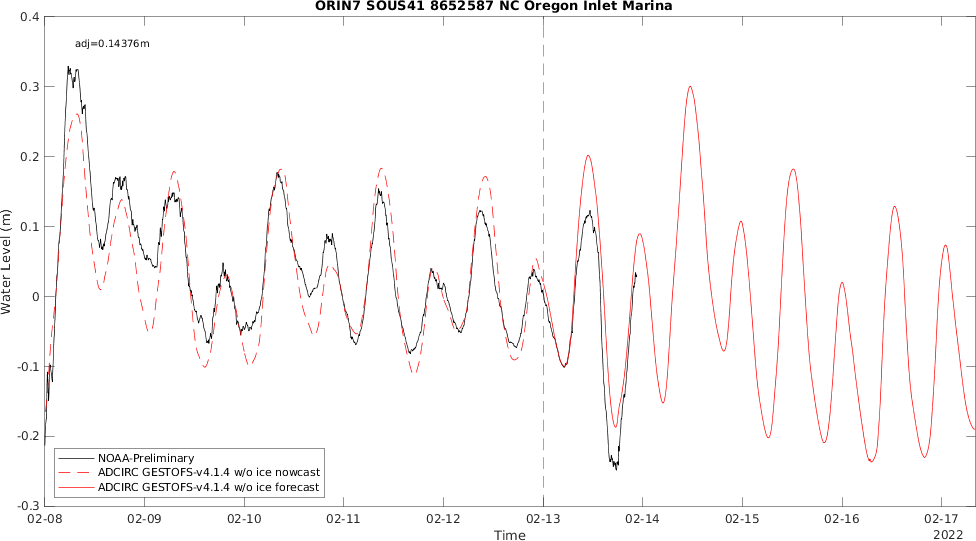 ORIN7 SOUS41 8652587 NC Oregon Inlet Marina
adj=0.14376m
0.4
0.3
0.2
0.1
0
-0.1
-0.2
-0.3
Water Level (m)
NOAA-Preliminary
ADCIRC GESTOFS-v4.1.4 w/o ice nowcast
ADCIRC GESTOFS-v4.1.4 w/o ice forecast
02-08 02-09 02-10 02-11 02-12 02-13 02-14 02-15 02-16 02-17
Time
2022